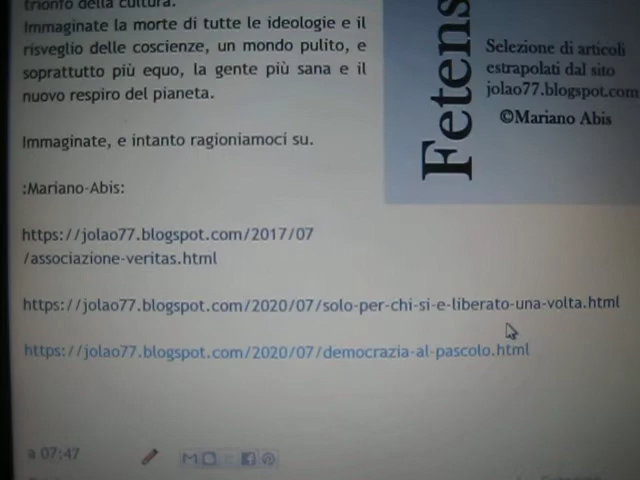 trionfo della cultura.
Immaginate la morte di tutte le ideologie e il
risveglio delle coscienze, un mondo pulito, e
soprattutto più equo, la gente più sana e il
nuovo respiro del pianeta.
Immaginate, e intanto ragioniamoci su.
:Mariano-Abis:
https://jolao77.blogspot.com/2017/07
/associazione-veritas.html
https://jolao77.blogspot.com/2020/07/solo-per-chi-si-e-liberato-una-volta.html
https://jolao77.blogspot.com/2020/07/democrazia-al-pascolo.html
a 07:47
Fetens
Selezione di articoli
estrapolati dal sito
jolao77.blogspot.com
©Mariano Abis